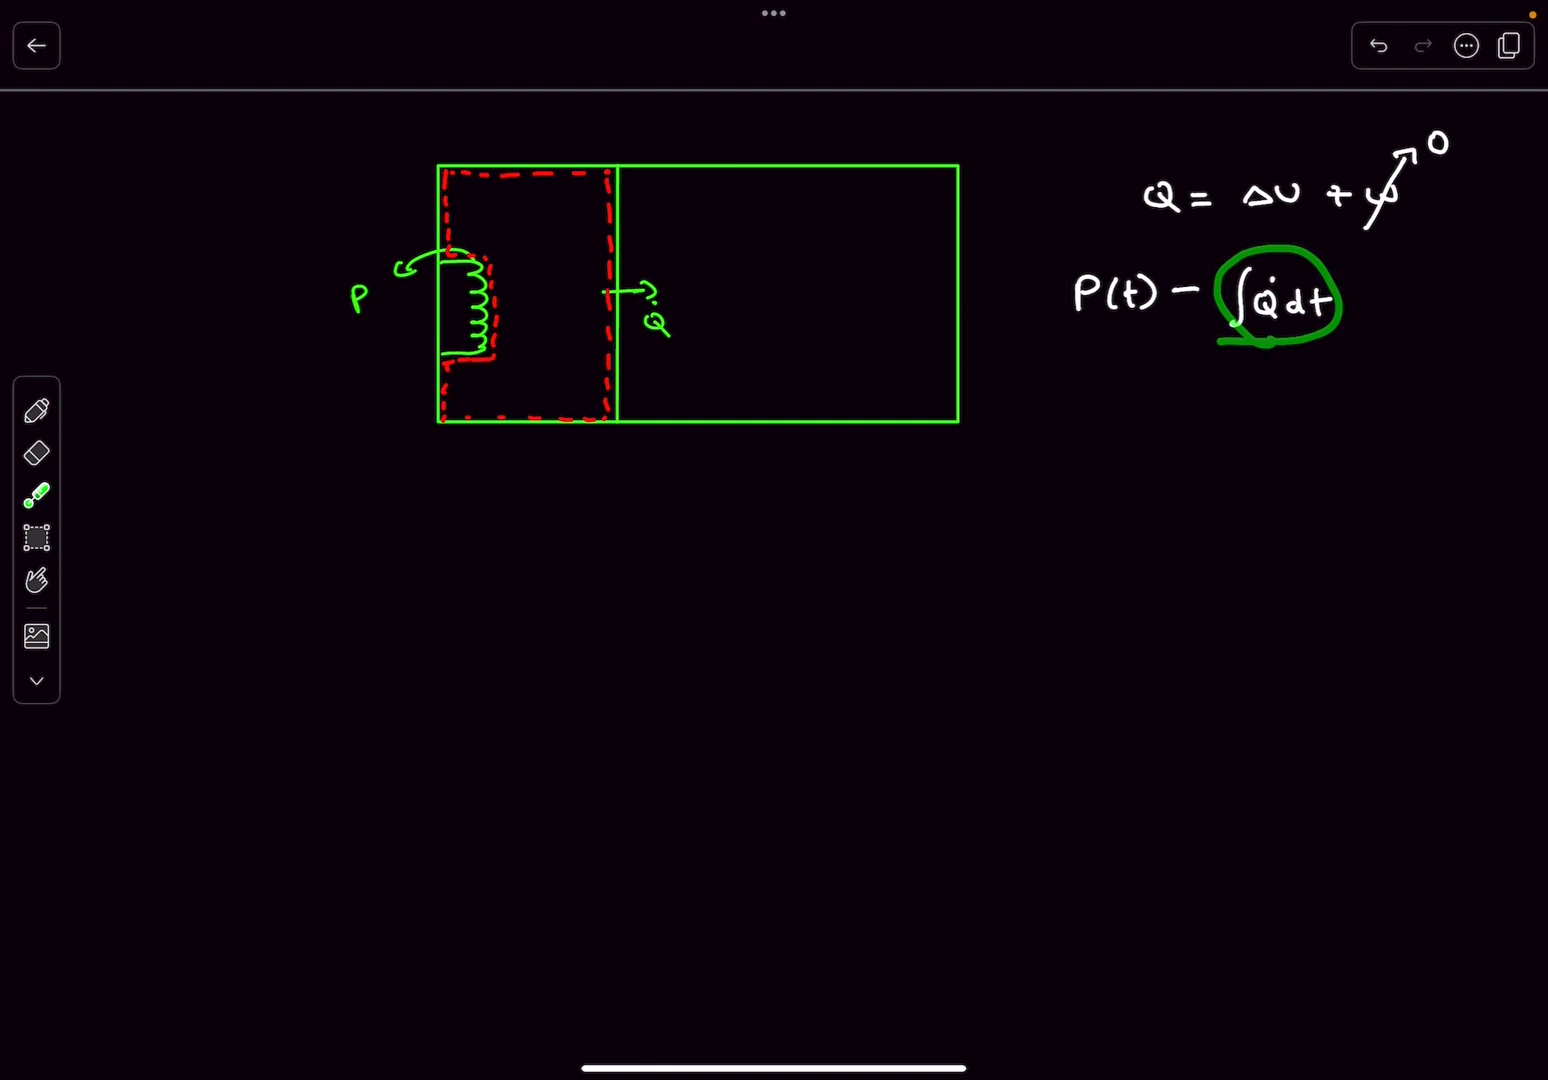 0
Q = ΔU + ω
P(t) - ∫Q̇dt
P
Q̇